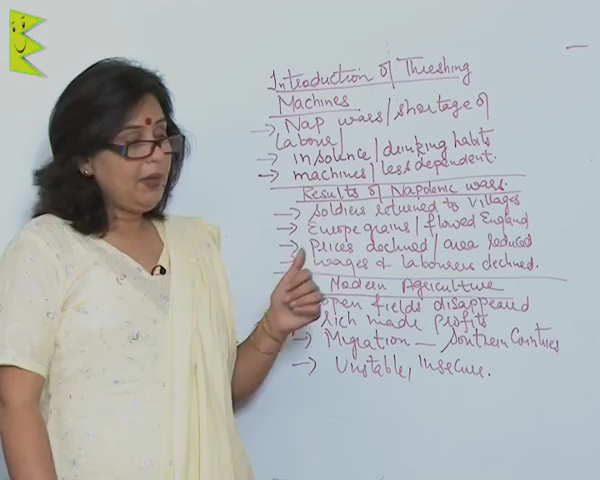 Introduction of Threshing
Machines
→ Nap wars/shortage of
labour/
→ insolence/drinking habits
→ machines/less dependent.
Results of Napolenic wars.
→ Soldiers returned to villages
→ Europe grains/flowed England
→ Prices declined/area reduced
→ wages & labourers declined.
Modern Agriculture
open fields disappeard
rich made profits
→ Migration — Southern Counties
→ Unstable, Insecure.